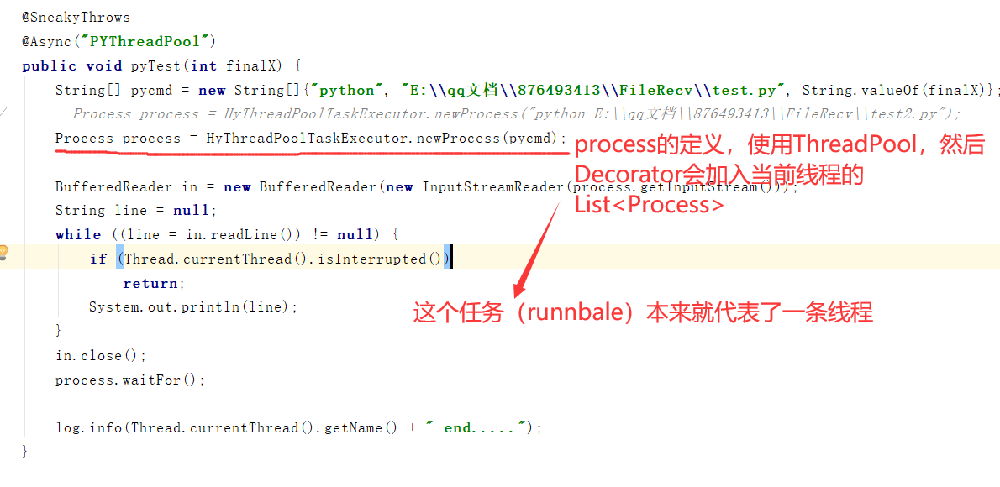 @SneakyThrows
@Async("PYThreadPool")
public void pyTest(int finalX) {
String[] pycmd = new String[]{"python", "E:\\qq文档\\876493413\\FileRecv\\test.py", String.valueOf(finalX)};
Process process = HyThreadPoolTaskExecutor.newProcess("python E:\\qq文档\\876493413\\FileRecv\\test2.py");
Process process = HyThreadPoolTaskExecutor.newProcess(pycmd);
process的定义，使用ThreadPool，然后
Decorator会加入当前线程的
List<Process>
BufferedReader in = new BufferedReader(new InputStreamReader(process.getInputStream()));
String line = null;
while ((line = in.readLine()) != null) {
if (Thread.currentThread().isInterrupted())
return;
System.out.println(line);
这个任务（runnbale）本来就代表了一条线程
}
in.close();
process.waitFor();
log.info(Thread.currentThread().getName() + " end.....");
}